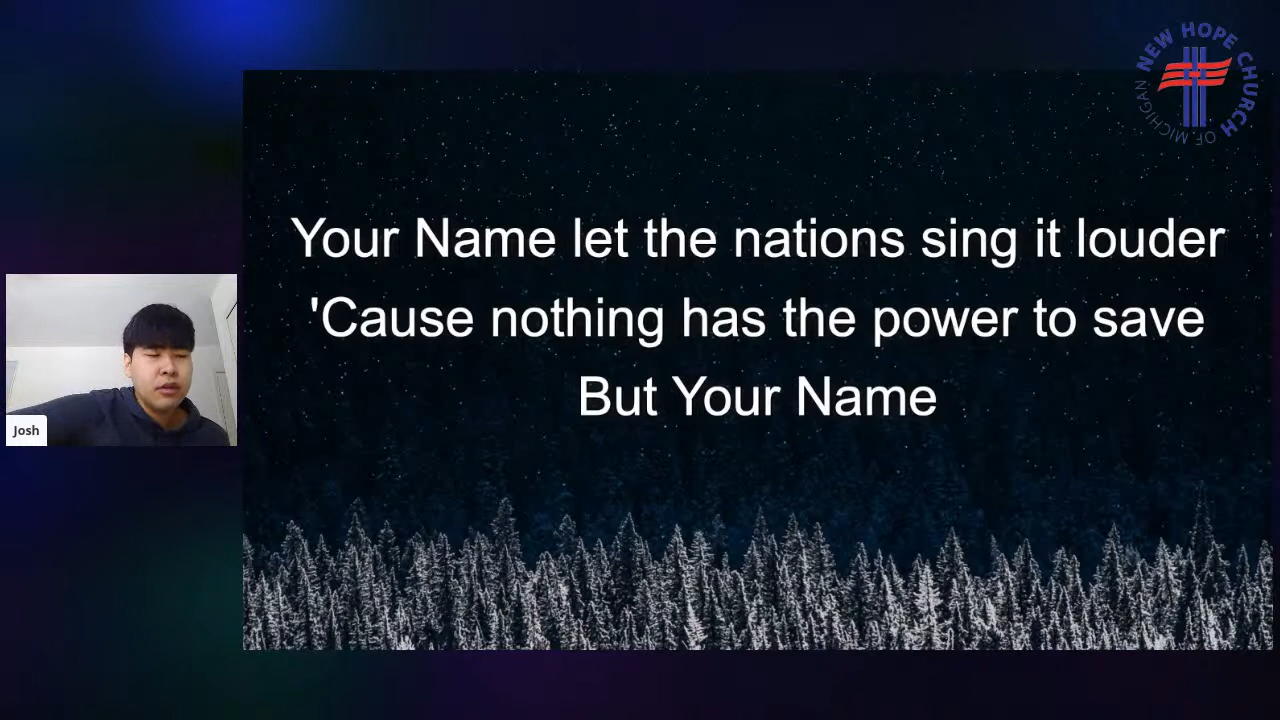 NEW HOPE CHURCH OF MICHIGAN
Your Name let the nations sing it louder
'Cause nothing has the power to save
But Your Name
Josh